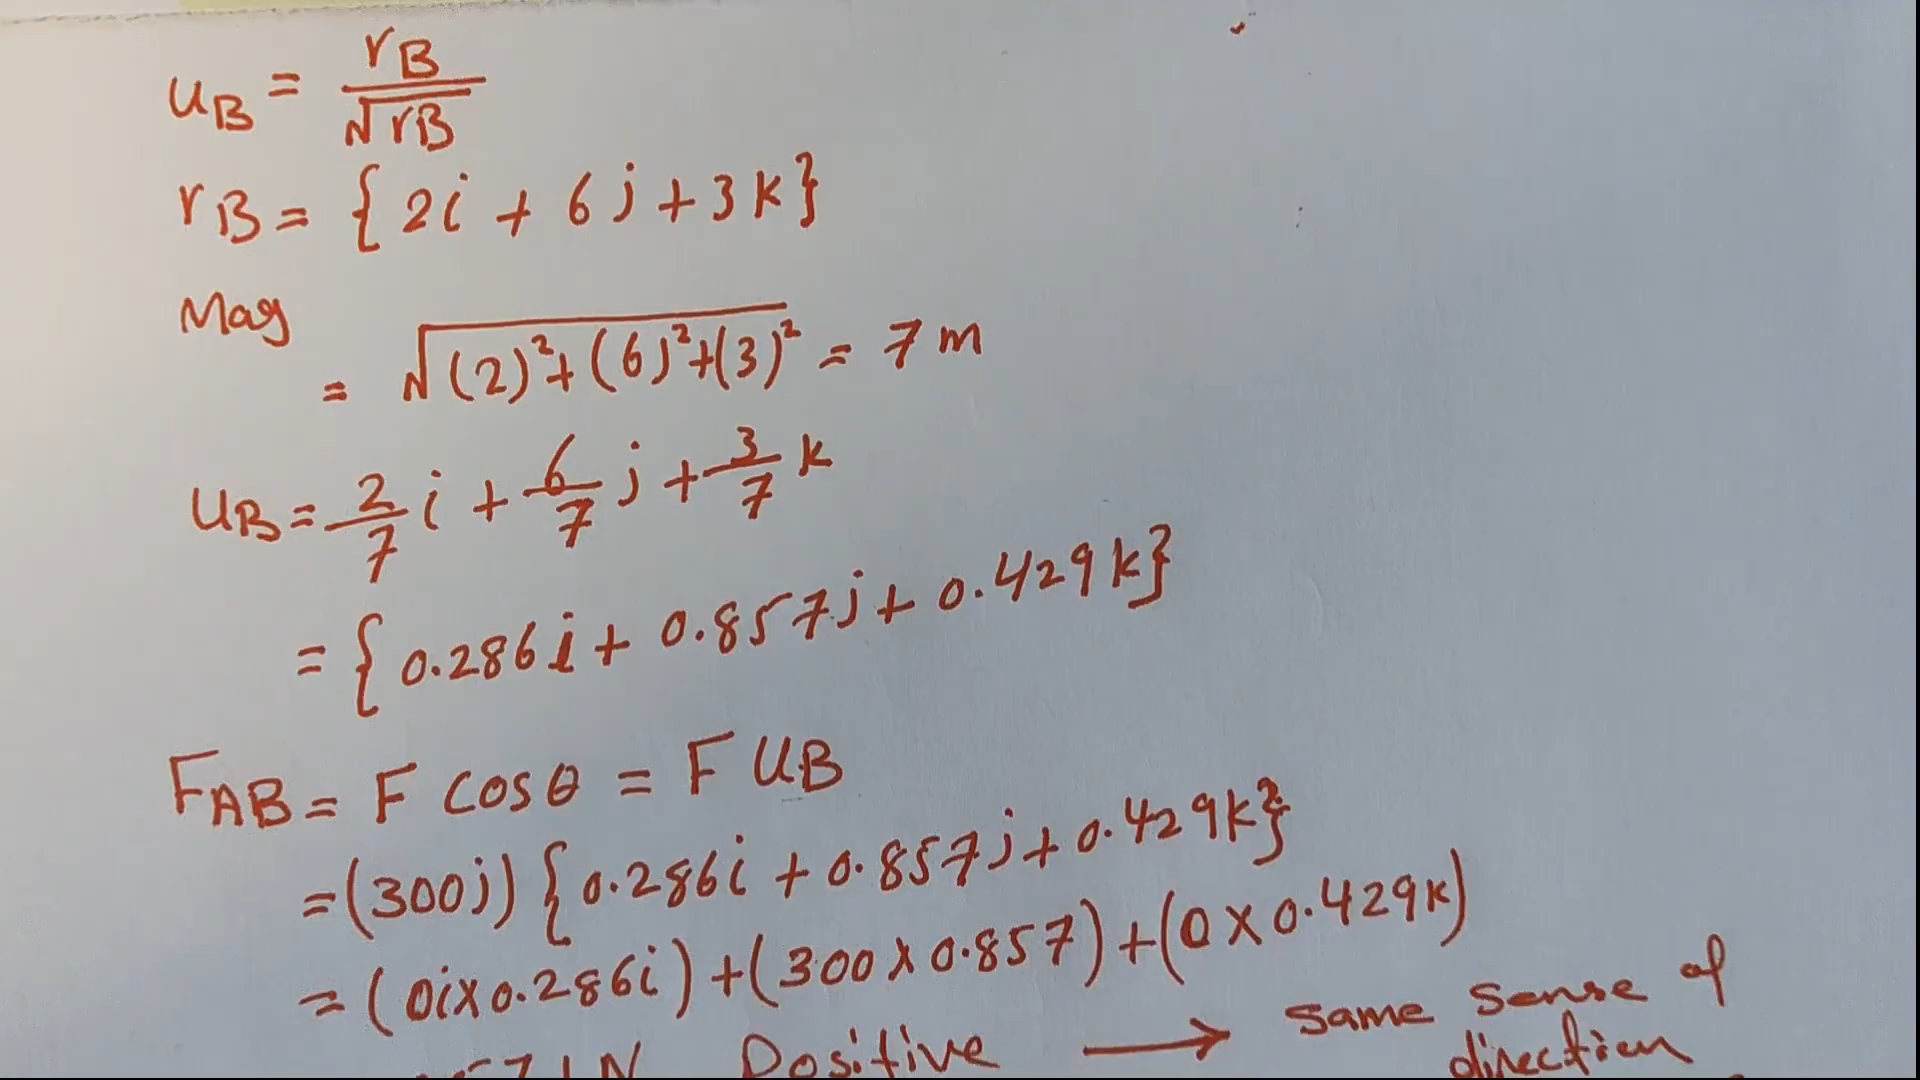 uB = rB / √rB
rB = {2i + 6j + 3k}
Mag
= √(2)²+(6)²+(3)² = 7 m
uB = 2/7 i + 6/7 j + 3/7 k
= {0.286i + 0.857j + 0.429k}
FAB = F cosθ = F UB
= (300j) {0.286i + 0.857j + 0.429k}
= (0i×0.286i) + (300×0.857) + (0×0.429k)
Positive → same sense of
direction